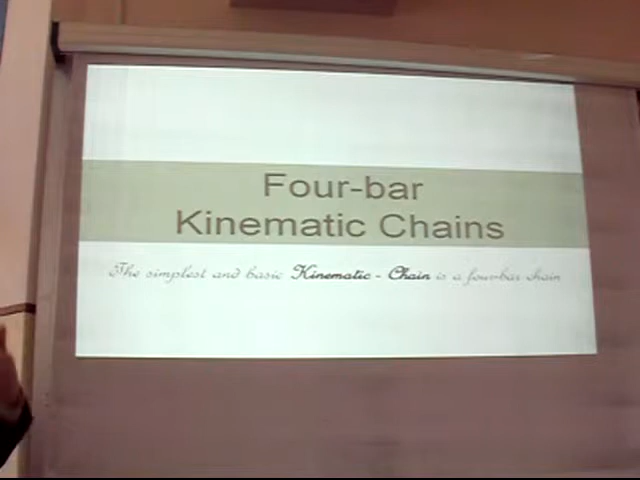 Four-bar
Kinematic Chains
The simplest and basic Kinematic - Chain is a four-bar chain